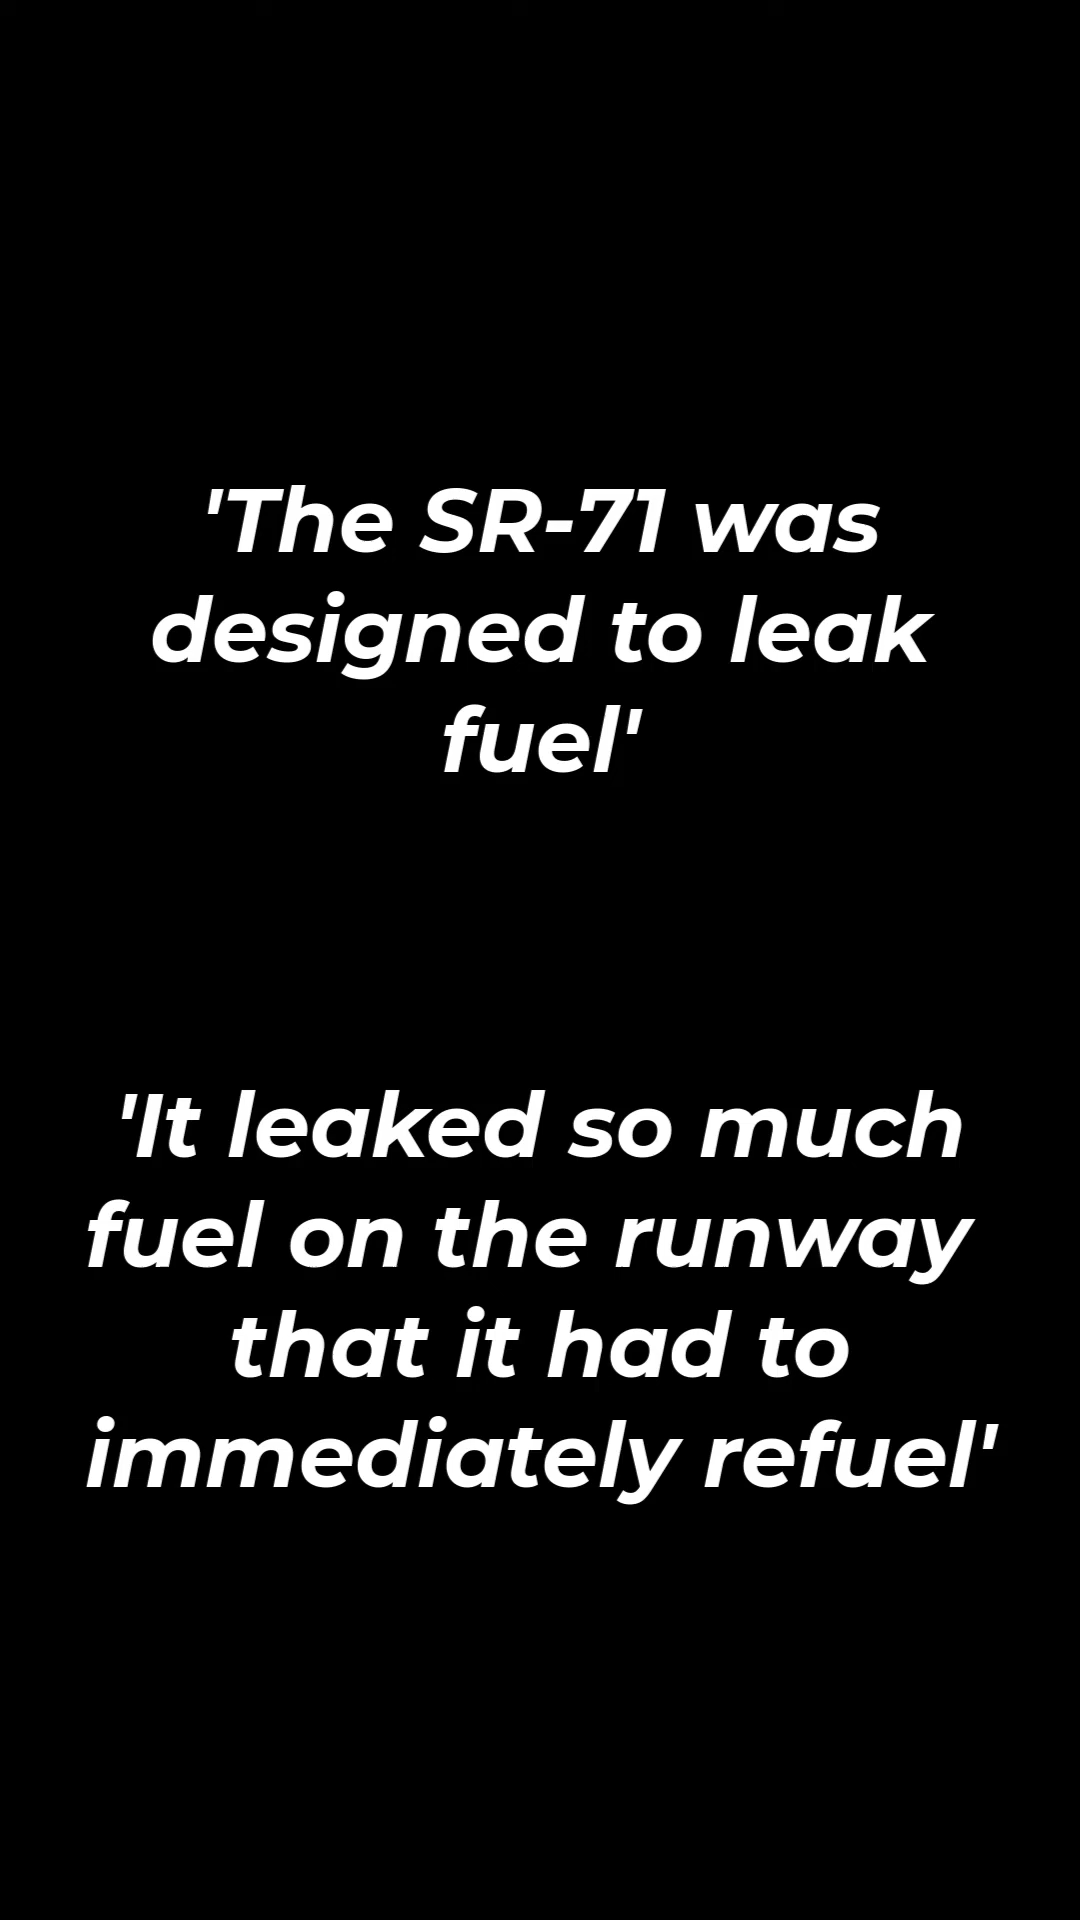 'The SR-71 was
designed to leak
fuel'
'It leaked so much
fuel on the runway
that it had to
immediately refuel'